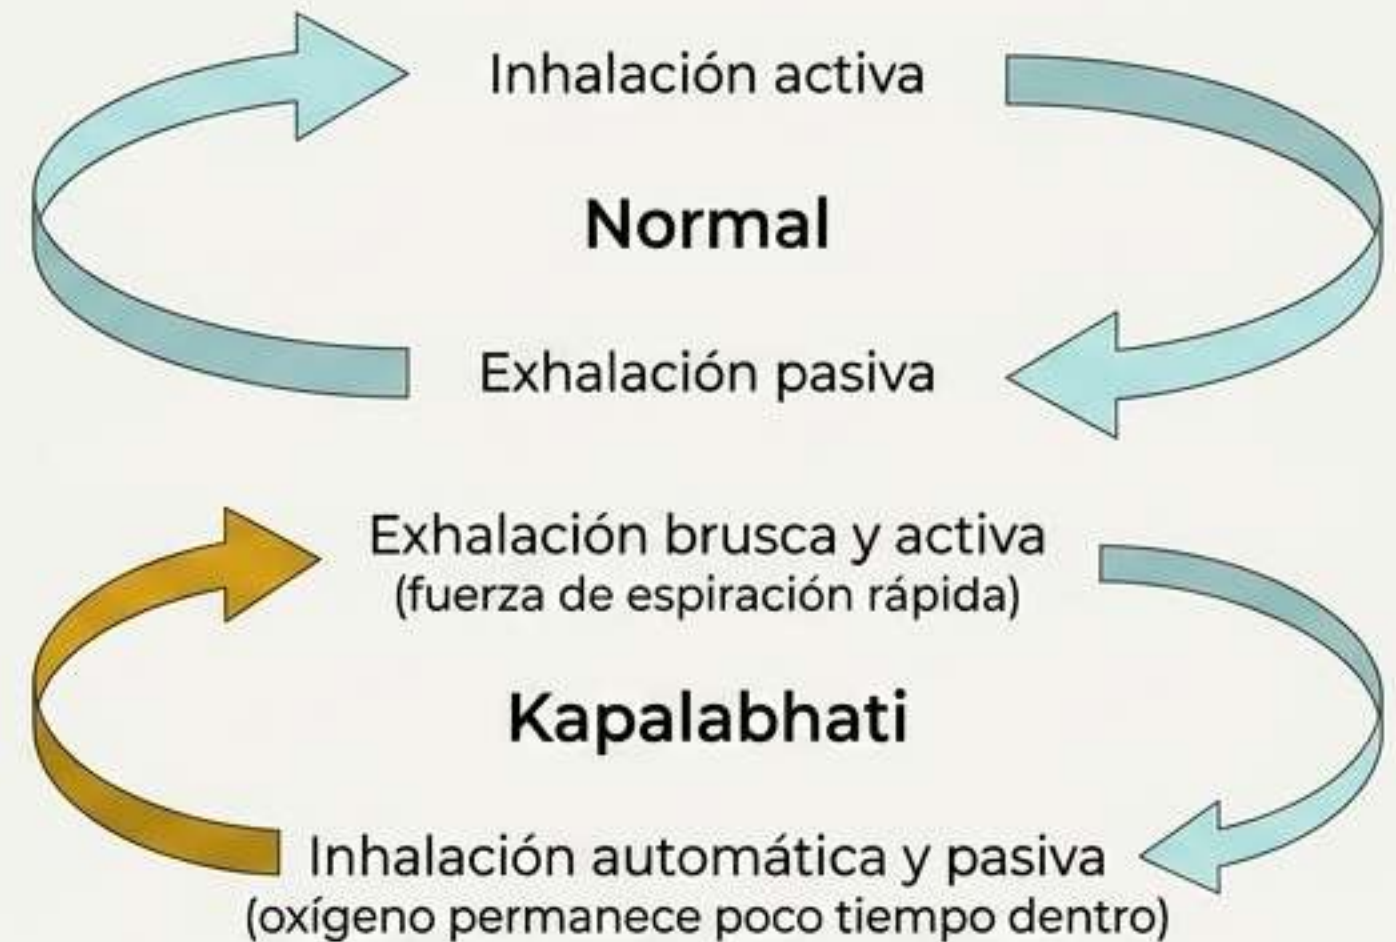 Inhalación activa
Normal
Exhalación pasiva
Exhalación brusca y activa
(fuerza de espiración rápida)
Kapalabhati
Inhalación automática y pasiva
(oxígeno permanece poco tiempo dentro)